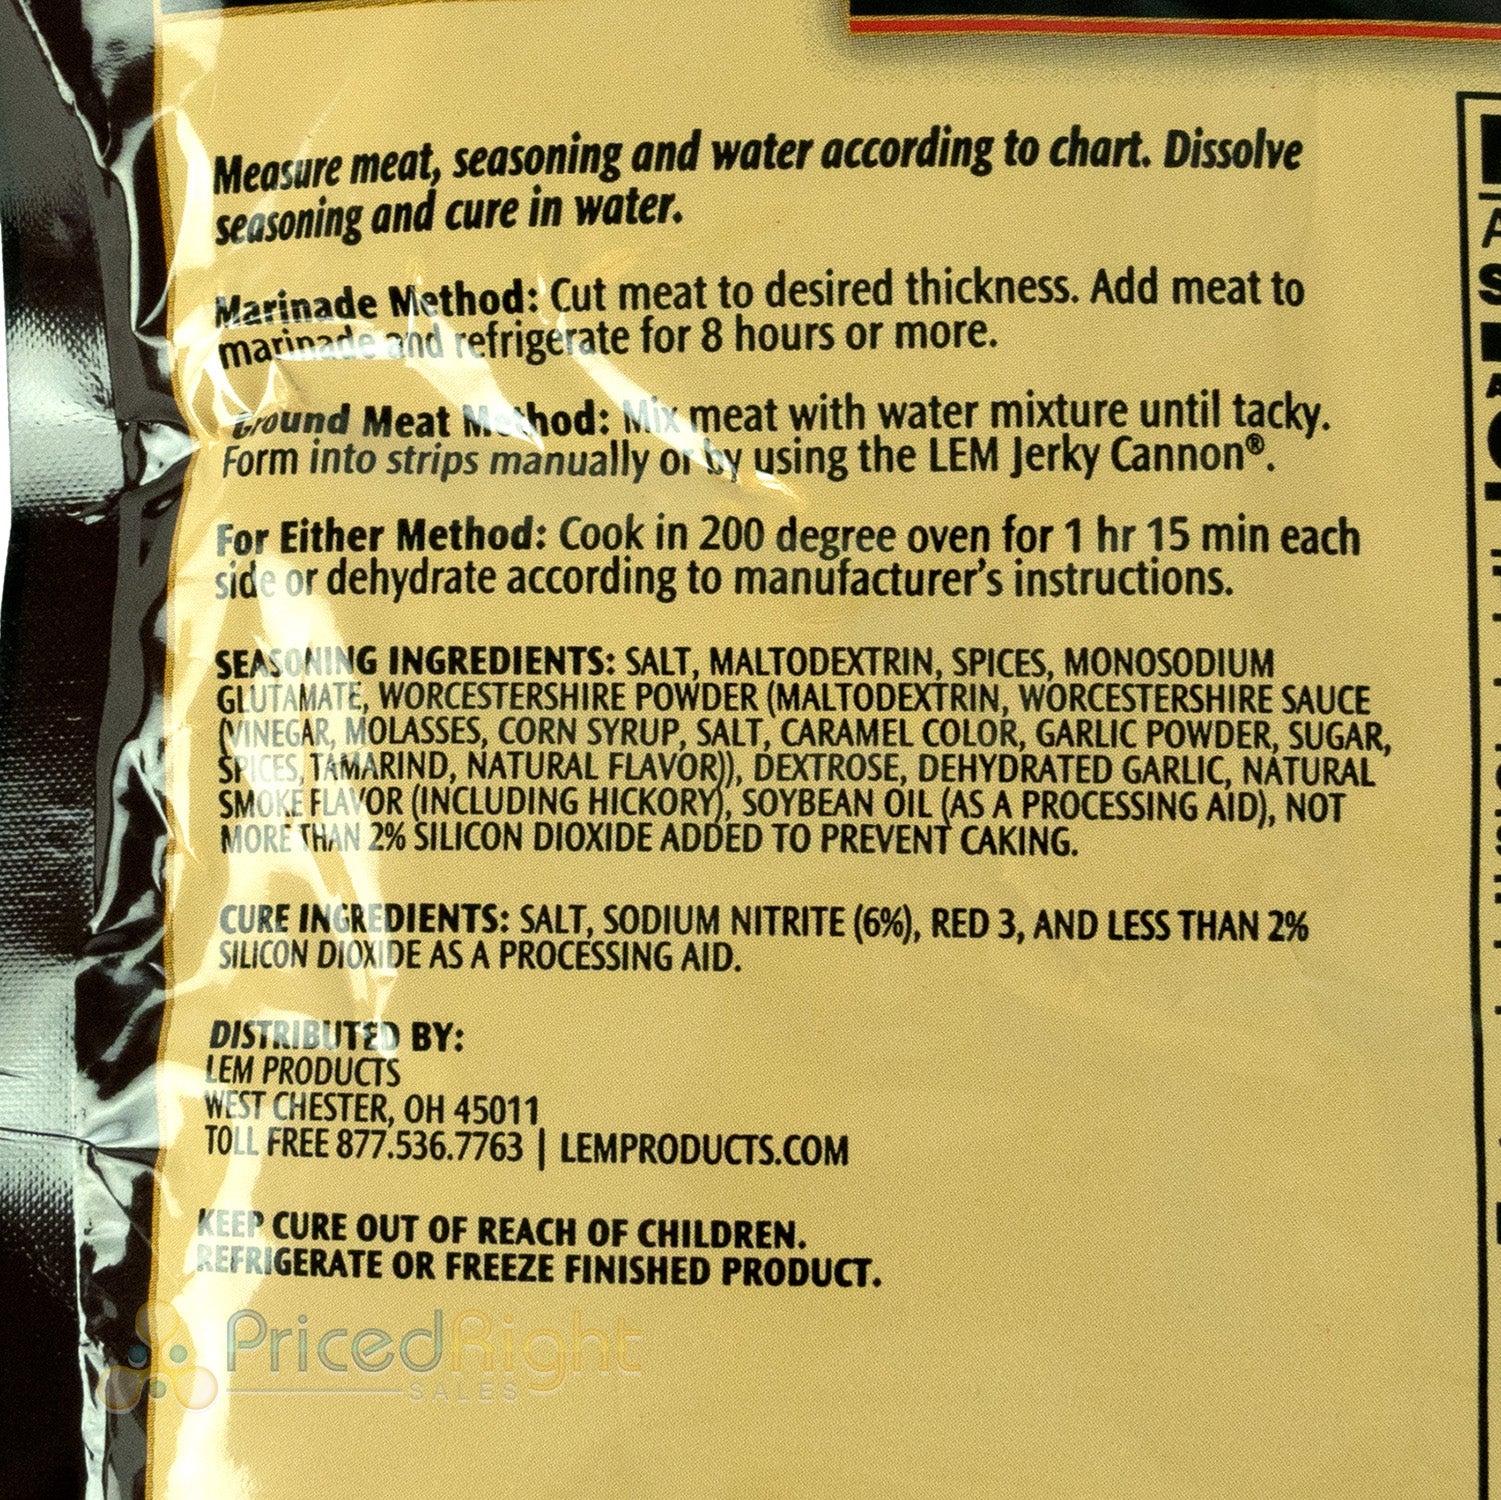 Measure meat, seasoning and water according to chart. Dissolve
seasoning and cure in water.
Marinade Method: Cut meat to desired thickness. Add meat to
marinade and refrigerate for 8 hours or more.
Ground Meat Method: Mix meat with water mixture until tacky.
Form into strips manually or by using the LEM Jerky Cannon®.
For Either Method: Cook in 200 degree oven for 1 hr 15 min each
side or dehydrate according to manufacturer's instructions.
SEASONING INGREDIENTS: SALT, MALTODEXTRIN, SPICES, MONOSODIUM
GLUTAMATE, WORCESTERSHIRE POWDER (MALTODEXTRIN, WORCESTERSHIRE SAUCE
(VINEGAR, MOLASSES, CORN SYRUP, SALT, CARAMEL COLOR, GARLIC POWDER, SUGAR,
SPICES, TAMARIND, NATURAL FLAVOR)), DEXTROSE, DEHYDRATED GARLIC, NATURAL
SMOKE FLAVOR (INCLUDING HICKORY), SOYBEAN OIL (AS A PROCESSING AID), NOT
MORE THAN 2% SILICON DIOXIDE ADDED TO PREVENT CAKING.
CURE INGREDIENTS: SALT, SODIUM NITRITE (6%), RED 3, AND LESS THAN 2%
SILICON DIOXIDE AS A PROCESSING AID.
DISTRIBUTED BY:
LEM PRODUCTS
WEST CHESTER, OH 45011
TOLL FREE 877.536.7763 | LEMPRODUCTS.COM
KEEP CURE OUT OF REACH OF CHILDREN.
REFRIGERATE OR FREEZE FINISHED PRODUCT.
PricedRight
SALES